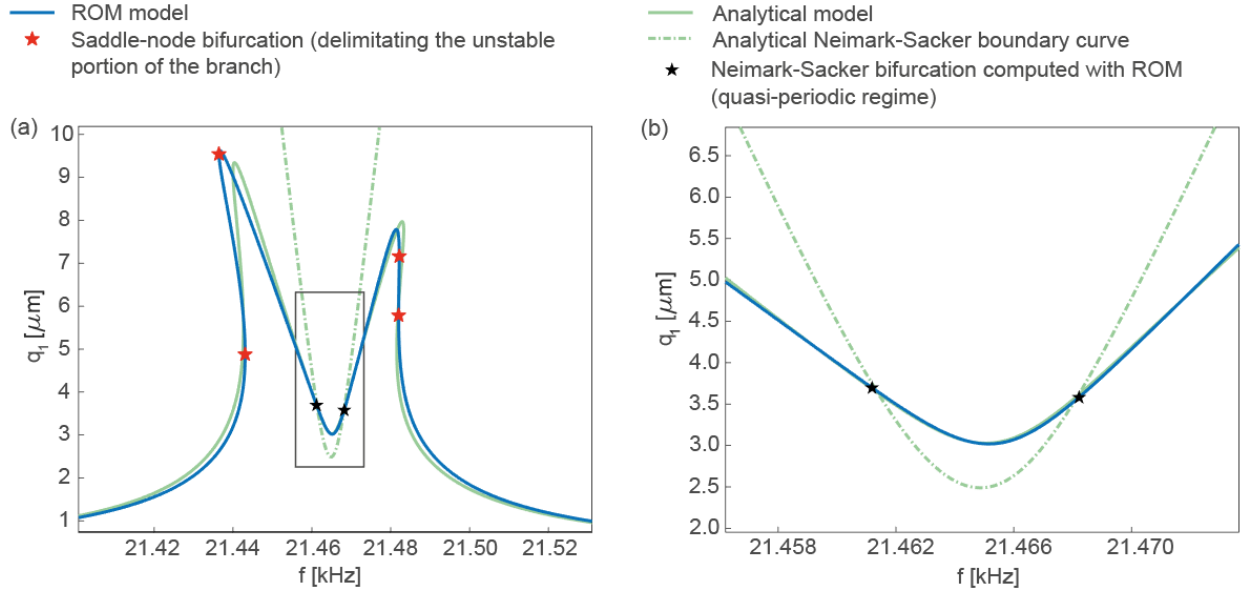 ROM model
Saddle-node bifurcation (delimitating the unstable
portion of the branch)
Analytical model
Analytical Neimark-Sacker boundary curve
Neimark-Sacker bifurcation computed with ROM
(quasi-periodic regime)
(a)
q₁ [μm]
10
9
8
7
6
5
4
3
2
1
21.42
21.44
21.46
21.48
21.50
21.52
f [kHz]
(b)
q₁ [μm]
6.5
6.0
5.5
5.0
4.5
4.0
3.5
3.0
2.5
2.0
21.458
21.462
21.466
21.470
f [kHz]